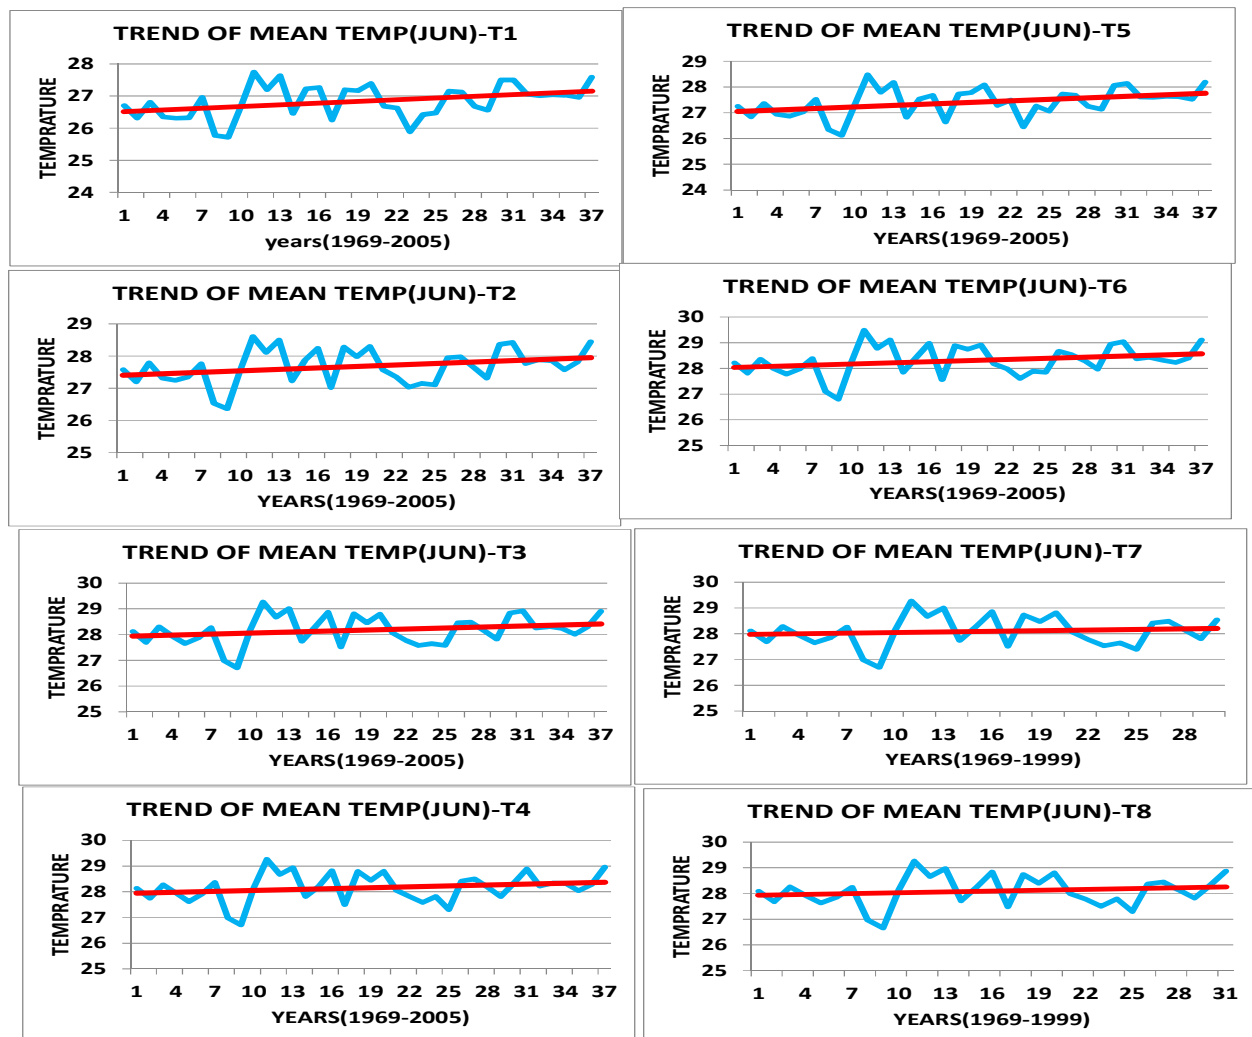 TREND OF MEAN TEMP(JUN)-T1
TEMPRATURE
28
27
26
25
24
1 4 7 10 13 16 19 22 25 28 31 34 37
years(1969-2005)
TREND OF MEAN TEMP(JUN)-T5
TEMPRATURE
29
28
27
26
25
24
1 4 7 10 13 16 19 22 25 28 31 34 37
YEARS(1969-2005)
TREND OF MEAN TEMP(JUN)-T2
TEMPRATURE
29
28
27
26
25
1 4 7 10 13 16 19 22 25 28 31 34 37
YEARS(1969-2005)
TREND OF MEAN TEMP(JUN)-T6
TEMPRATURE
30
29
28
27
26
25
1 4 7 10 13 16 19 22 25 28 31 34 37
YEARS(1969-2005)
TREND OF MEAN TEMP(JUN)-T3
TEMPRATURE
30
29
28
27
26
25
1 4 7 10 13 16 19 22 25 28 31 34 37
YEARS(1969-2005)
TREND OF MEAN TEMP(JUN)-T7
TEMPRATURE
30
29
28
27
26
25
1 4 7 10 13 16 19 22 25 28
YEARS(1969-1999)
TREND OF MEAN TEMP(JUN)-T4
TEMPRATURE
30
29
28
27
26
25
1 4 7 10 13 16 19 22 25 28 31 34 37
YEARS(1969-2005)
TREND OF MEAN TEMP(JUN)-T8
TEMPRATURE
30
29
28
27
26
25
1 4 7 10 13 16 19 22 25 28 31
YEARS(1969-1999)